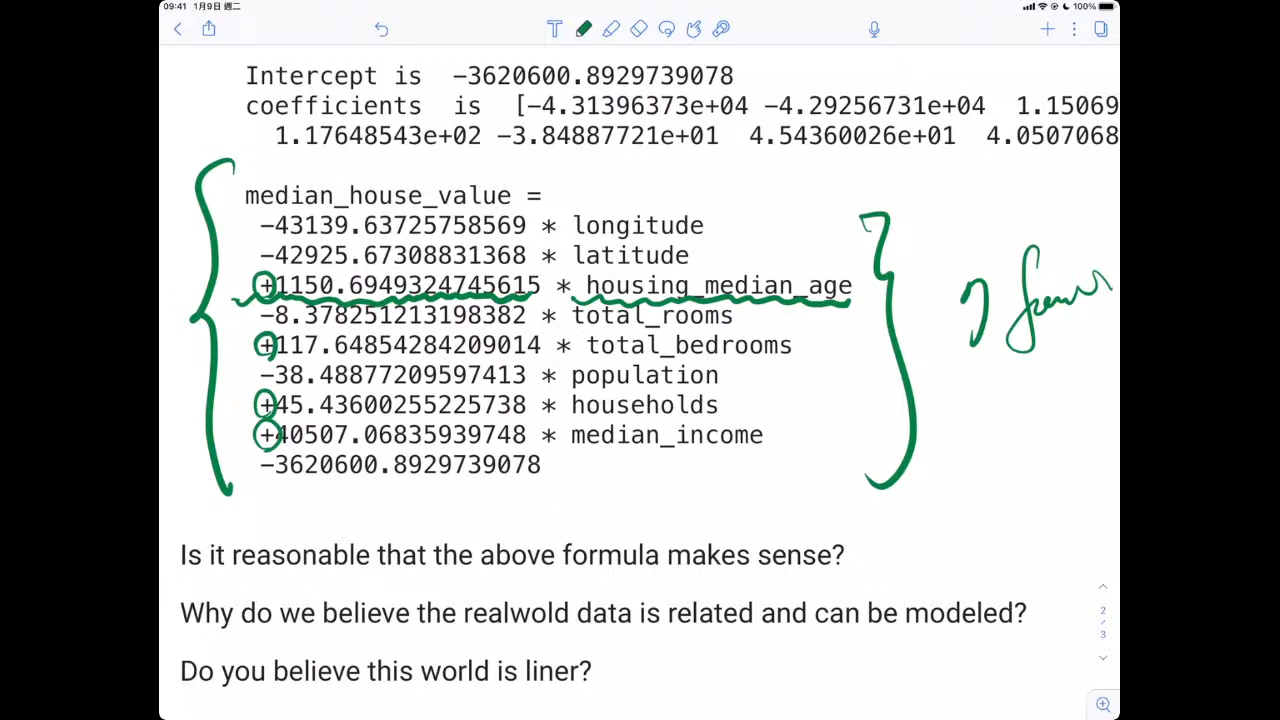 09:41 1月9日 週二
100%
Intercept is -3620600.8929739078
coefficients is [-4.31396373e+04 -4.29256731e+04 1.15069
1.17648543e+02 -3.84887721e+01 4.54360026e+01 4.0507068
median_house_value =
-43139.63725758569 * longitude
-42925.67308831368 * latitude
+1150.6949324745615 * housing_median_age
-8.378251213198382 * total_rooms
+117.64854284209014 * total_bedrooms
-38.48877209597413 * population
+45.43600255225738 * households
+40507.06835939748 * median_income
-3620600.8929739078
Is it reasonable that the above formula makes sense?
Why do we believe the realwold data is related and can be modeled?
Do you believe this world is liner?
2
/
3